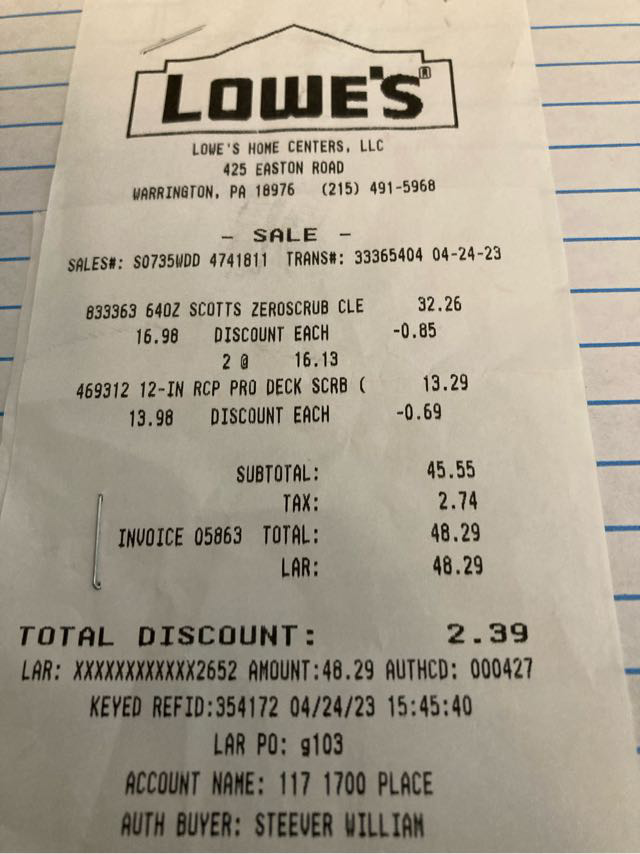 LOWE'S®
LOWE'S HOME CENTERS, LLC
425 EASTON ROAD
WARRINGTON, PA 18976 (215) 491-5968
- SALE -
SALES#: S0735WDD 4741811 TRANS#: 33365404 04-24-23
833363 64OZ SCOTTS ZEROSCRUB CLE 32.26
16.98 DISCOUNT EACH -0.85
2 @ 16.13
469312 12-IN RCP PRO DECK SCRB ( 13.29
13.98 DISCOUNT EACH -0.69
SUBTOTAL: 45.55
TAX: 2.74
INVOICE 05863 TOTAL: 48.29
LAR: 48.29
TOTAL DISCOUNT: 2.39
LAR: XXXXXXXXXXXX2652 AMOUNT:48.29 AUTHCD: 000427
KEYED REFID:354172 04/24/23 15:45:40
LAR PO: g103
ACCOUNT NAME: 117 1700 PLACE
AUTH BUYER: STEEVER WILLIAM